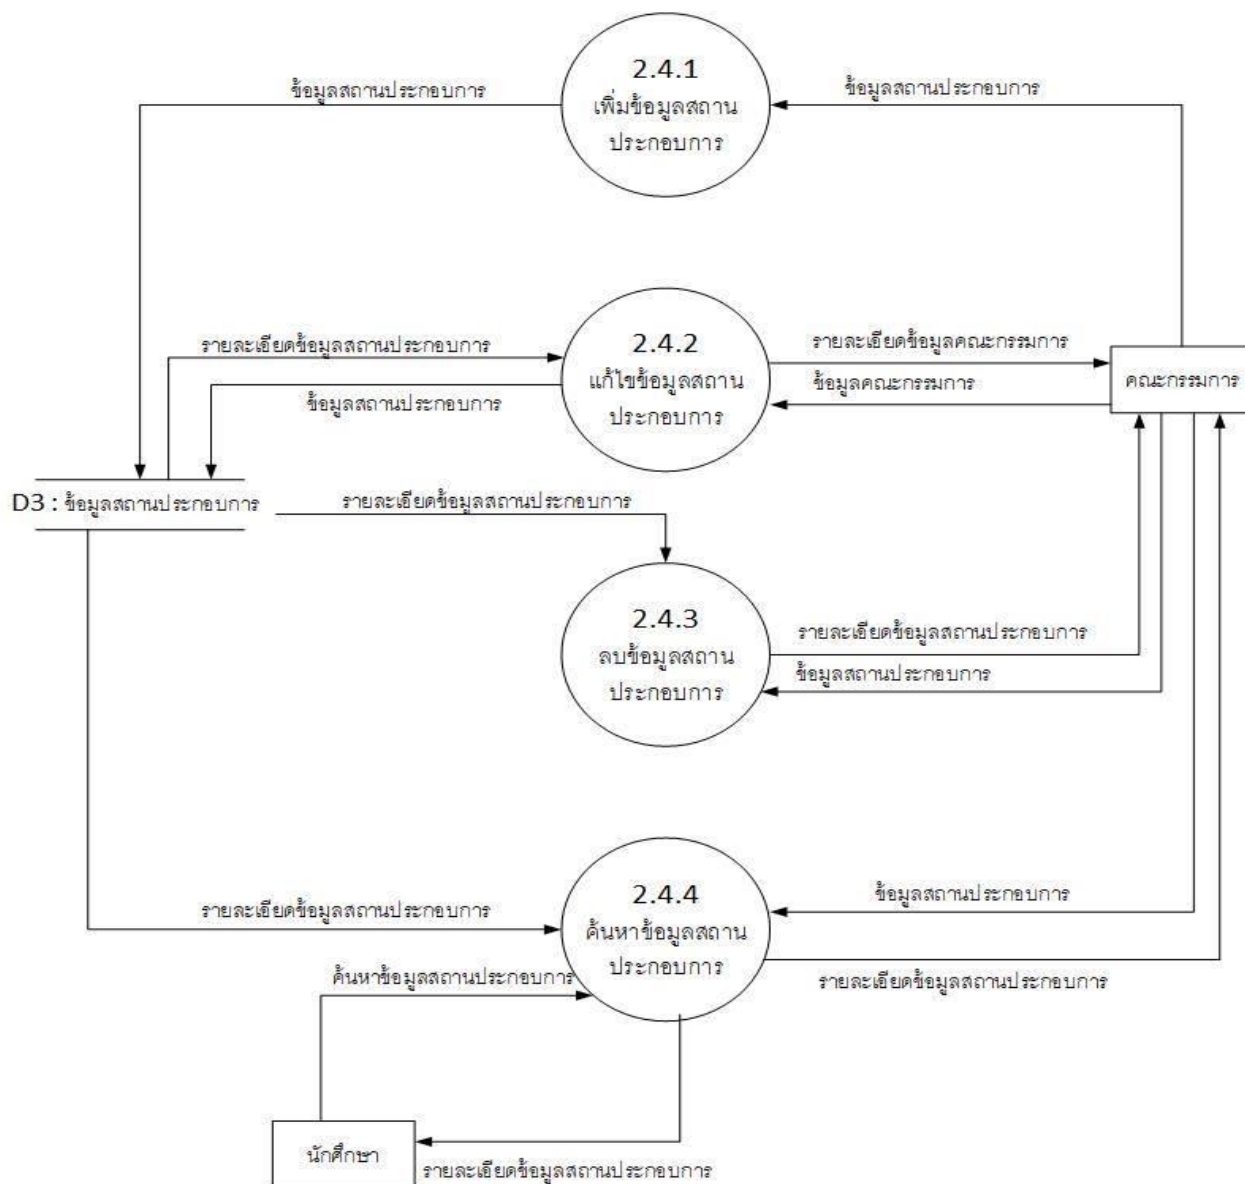 2.4.1
เพิ่มข้อมูลสถาน
ประกอบการ
ข้อมูลสถานประกอบการ
ข้อมูลสถานประกอบการ
รายละเอียดข้อมูลสถานประกอบการ
ข้อมูลสถานประกอบการ
2.4.2
แก้ไขข้อมูลสถาน
ประกอบการ
รายละเอียดข้อมูลคณะกรรมการ
ข้อมูลคณะกรรมการ
คณะกรรมการ
D3 : ข้อมูลสถานประกอบการ
รายละเอียดข้อมูลสถานประกอบการ
2.4.3
ลบข้อมูลสถาน
ประกอบการ
รายละเอียดข้อมูลสถานประกอบการ
ข้อมูลสถานประกอบการ
รายละเอียดข้อมูลสถานประกอบการ
2.4.4
ค้นหาข้อมูลสถาน
ประกอบการ
ข้อมูลสถานประกอบการ
รายละเอียดข้อมูลสถานประกอบการ
ค้นหาข้อมูลสถานประกอบการ
นักศึกษา
รายละเอียดข้อมูลสถานประกอบการ